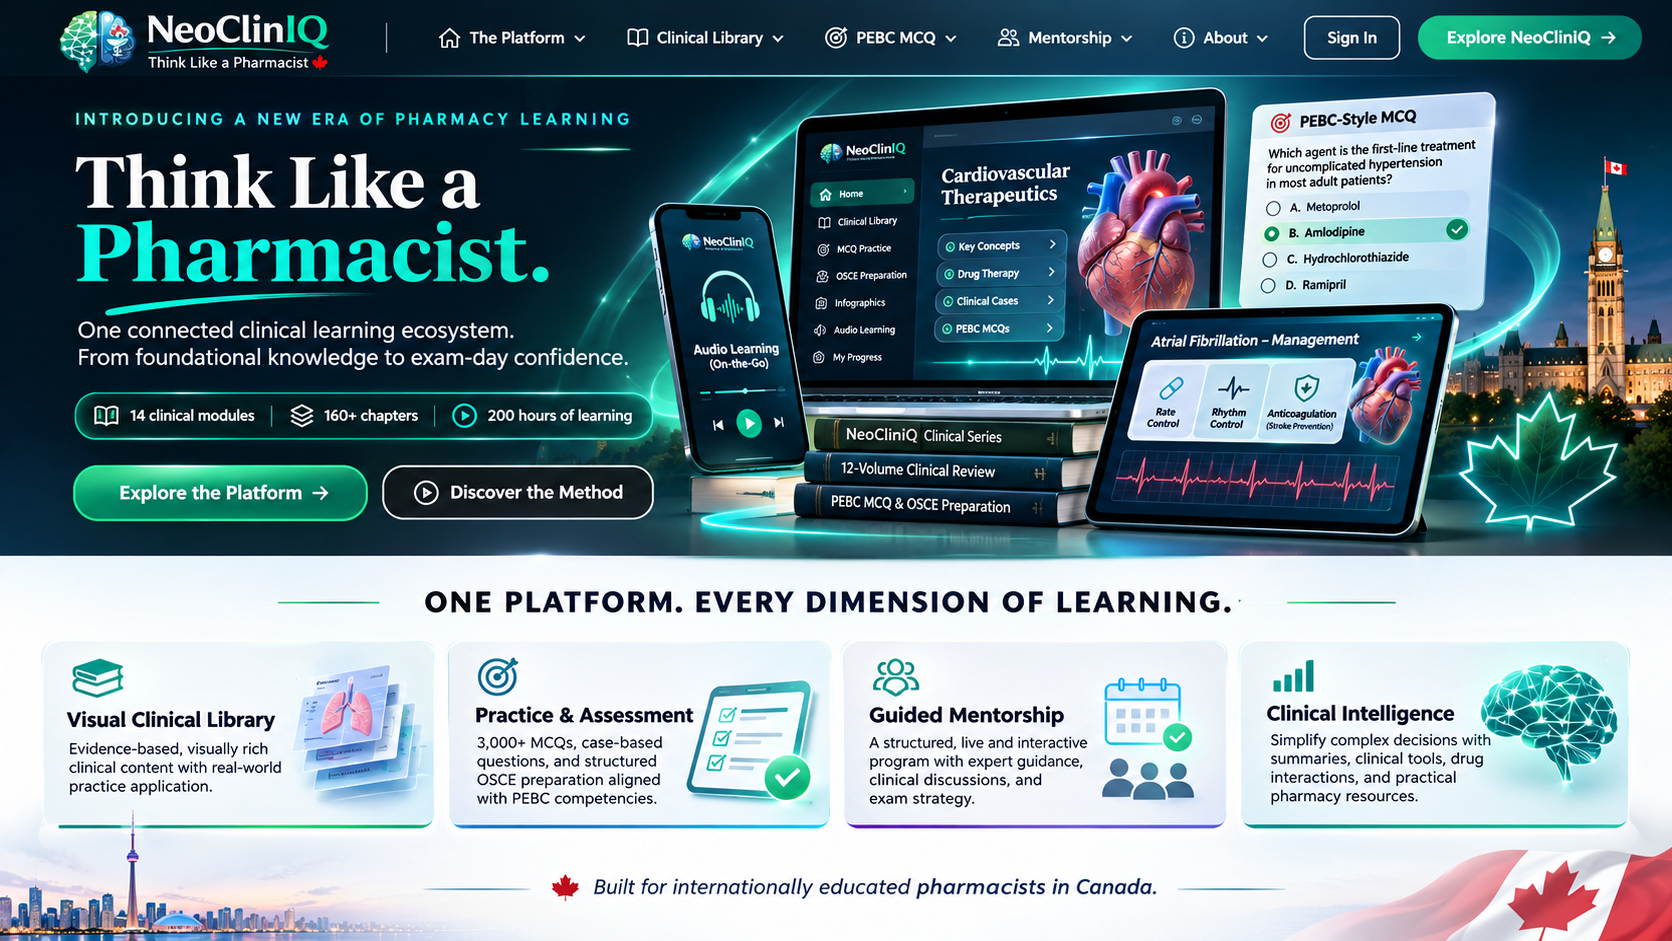 NeoClinIQ
Think Like a Pharmacist
The Platform
Clinical Library
PEBC MCQ
Mentorship
About
Sign In
Explore NeoCliniQ →
INTRODUCING A NEW ERA OF PHARMACY LEARNING
Think Like a
Pharmacist.
One connected clinical learning ecosystem.
From foundational knowledge to exam-day confidence.
14 clinical modules
160+ chapters
200 hours of learning
Explore the Platform →
Discover the Method
NeoClinIQ
Audio Learning
(On-the-Go)
NeoClinIQ
Home
Clinical Library
MCQ Practice
OSCE Preparation
Infographics
Audio Learning
My Progress
Cardiovascular
Therapeutics
Key Concepts
Drug Therapy
Clinical Cases
PEBC MCQs
PEBC-Style MCQ
Which agent is the first-line treatment
for uncomplicated hypertension
in most adult patients?
A. Metoprolol
B. Amlodipine
C. Hydrochlorothiazide
D. Ramipril
Atrial Fibrillation – Management
Rate
Control
Rhythm
Control
Anticoagulation
(Stroke Prevention)
NeoCliniQ Clinical Series
12-Volume Clinical Review
PEBC MCQ & OSCE Preparation
ONE PLATFORM. EVERY DIMENSION OF LEARNING.
Visual Clinical Library
Evidence-based, visually rich
clinical content with real-world
practice application.
Practice & Assessment
3,000+ MCQs, case-based
questions, and structured
OSCE preparation aligned
with PEBC competencies.
Guided Mentorship
A structured, live and interactive
program with expert guidance,
clinical discussions, and
exam strategy.
Clinical Intelligence
Simplify complex decisions with
summaries, clinical tools, drug
interactions, and practical
pharmacy resources.
Built for internationally educated pharmacists in Canada.